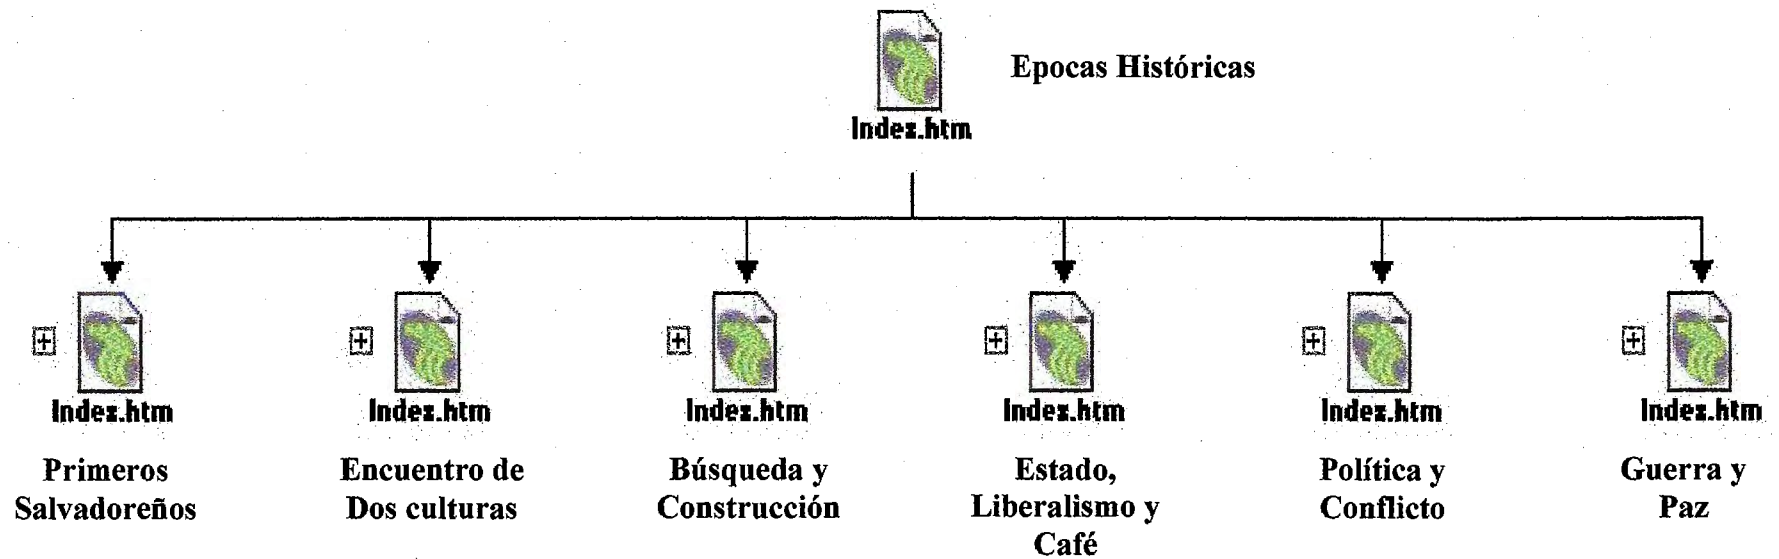 Epocas Históricas
Index.htm
Index.htm
Index.htm
Index.htm
Index.htm
Index.htm
Index.htm
Primeros
Salvadoreños
Encuentro de
Dos culturas
Búsqueda y
Construcción
Estado,
Liberalismo y
Café
Política y
Conflicto
Guerra y
Paz